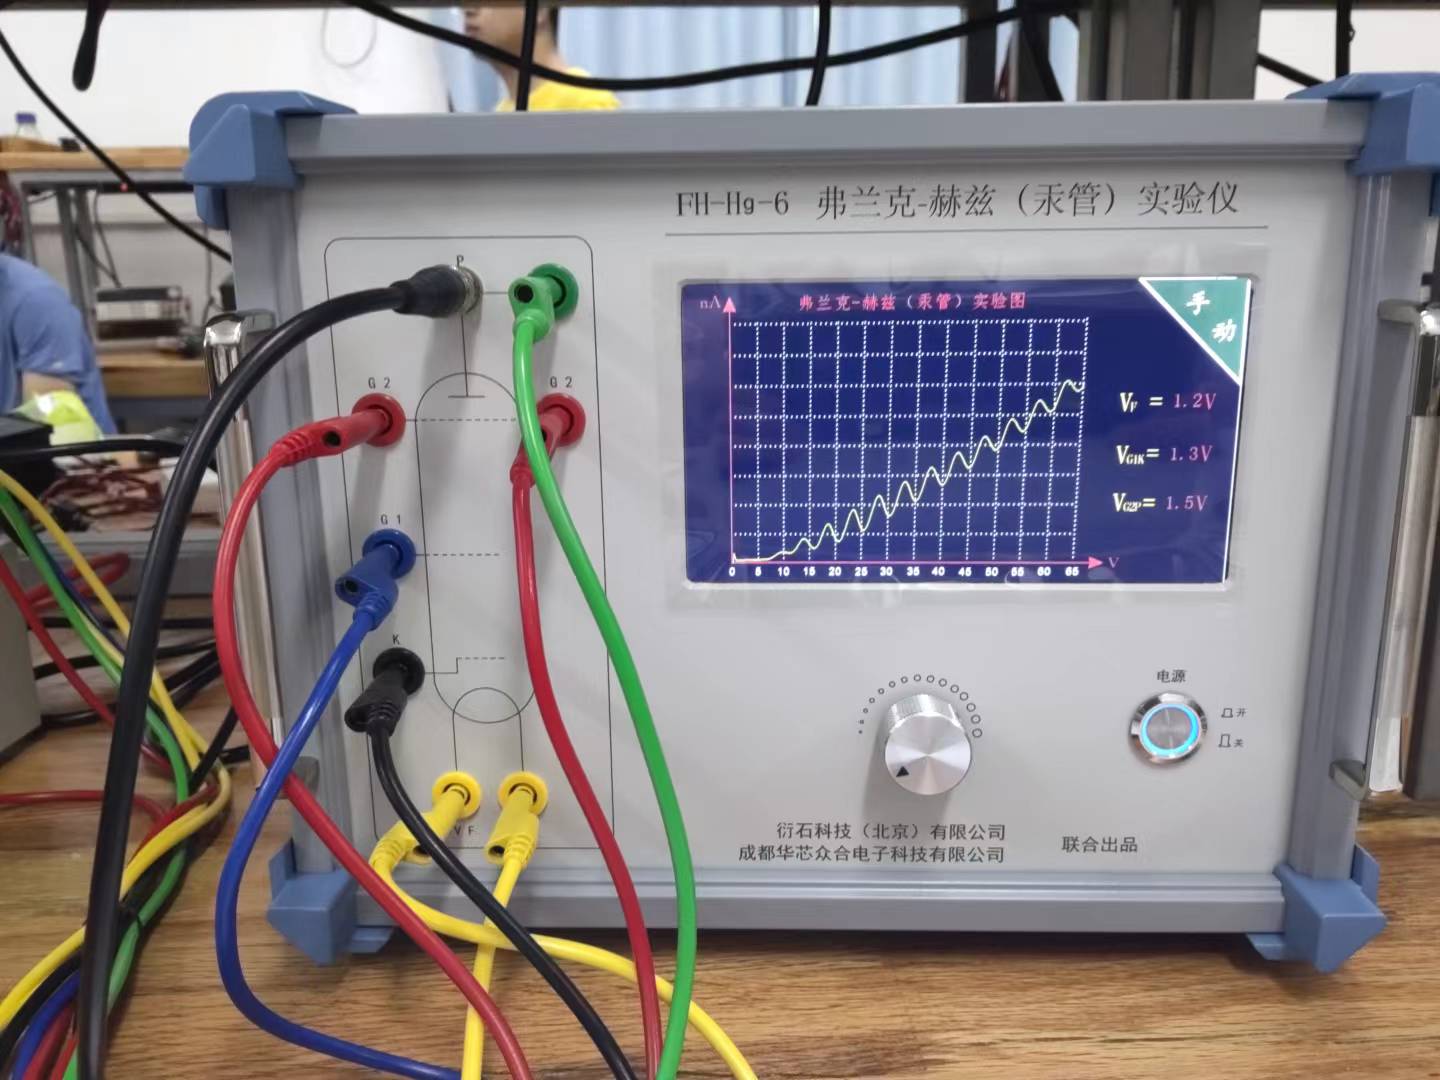 FH-Hg-6 弗兰克-赫兹（汞管）实验仪
P
G2
G2
G1
K
VF
nA
弗兰克-赫兹（汞管）实验图
手动
VF = 1.2V
VG1K= 1.3V
VG2P= 1.5V
0 5 10 15 20 25 30 35 40 45 50 55 60 65
V
电源
开
关
衍石科技（北京）有限公司
成都华芯众合电子科技有限公司
联合出品